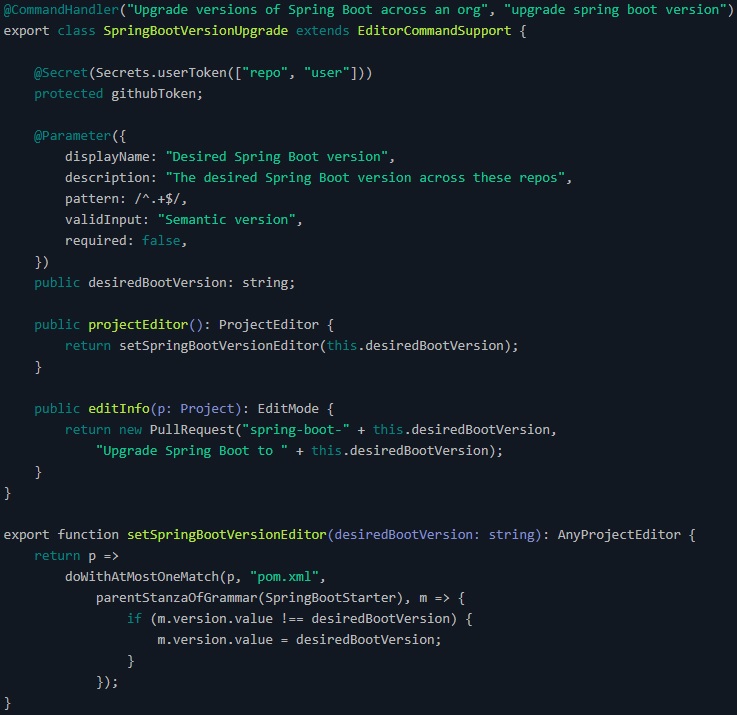 @CommandHandler("Upgrade versions of Spring Boot across an org", "upgrade spring boot version")
export class SpringBootVersionUpgrade extends EditorCommandSupport {
@Secret(Secrets.userToken(["repo", "user"]))
protected githubToken;
@Parameter({
displayName: "Desired Spring Boot version",
description: "The desired Spring Boot version across these repos",
pattern: /^.+$/,
validInput: "Semantic version",
required: false,
})
public desiredBootVersion: string;
public projectEditor(): ProjectEditor {
return setSpringBootVersionEditor(this.desiredBootVersion);
}
public editInfo(p: Project): EditMode {
return new PullRequest("spring-boot-" + this.desiredBootVersion,
"Upgrade Spring Boot to " + this.desiredBootVersion);
}
}
export function setSpringBootVersionEditor(desiredBootVersion: string): AnyProjectEditor {
return p =>
doWithAtMostOneMatch(p, "pom.xml",
parentStanzaOfGrammar(SpringBootStarter), m => {
if (m.version.value !== desiredBootVersion) {
m.version.value = desiredBootVersion;
}
});
}